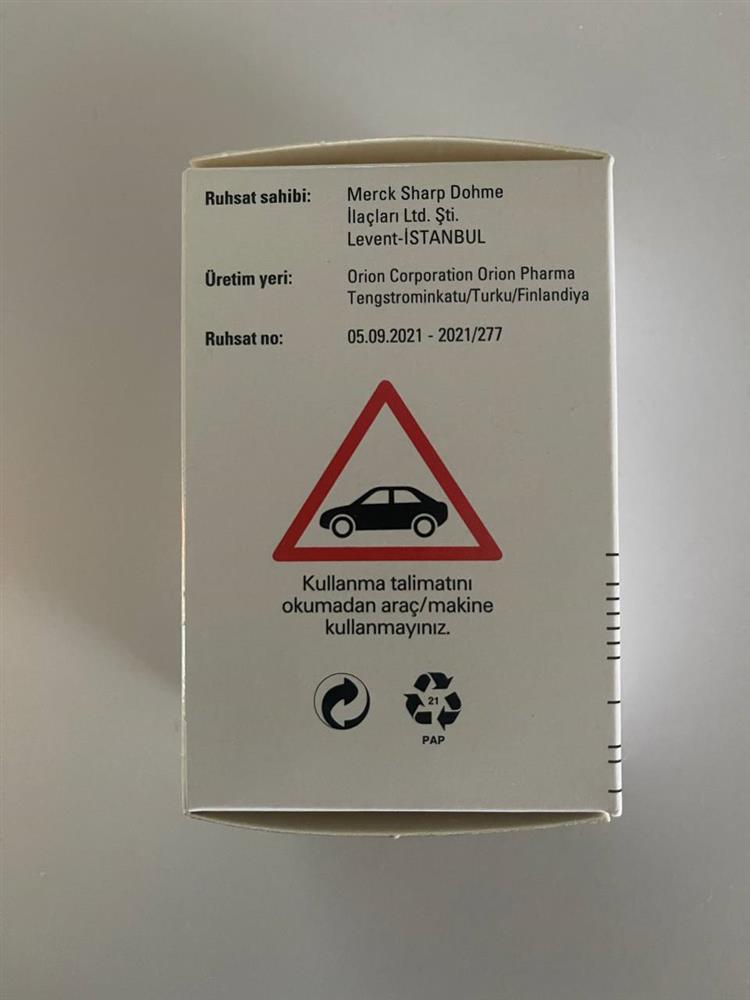 Ruhsat sahibi: Merck Sharp Dohme
İlaçları Ltd. Şti.
Levent-İSTANBUL
Üretim yeri: Orion Corporation Orion Pharma
Tengstrominkatu/Turku/Finlandiya
Ruhsat no: 05.09.2021 - 2021/277
Kullanma talimatını
okumadan araç/makine
kullanmayınız.
21
PAP